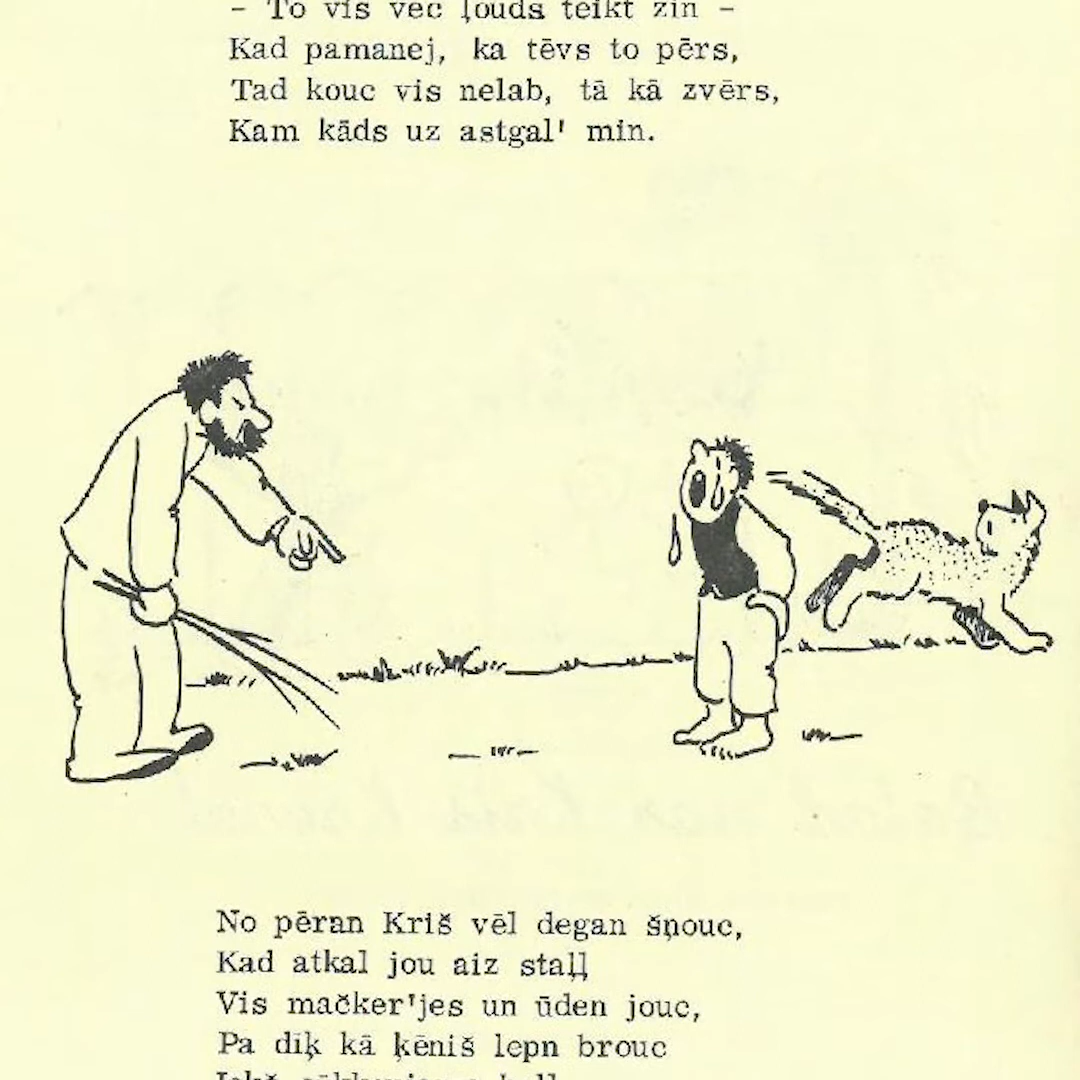 - To vis vec ļouds teikt zin -
Kad pamanej, ka tēvs to pērs,
Tad kouc vis nelab, tā kā zvērs,
Kam kāds uz astgal' min.
No pēran Kriš vēl degan šņouc,
Kad atkal jou aiz staļļ
Vis mačker'jes un ūden jouc,
Pa dīķ kā ķēniš lepn brouc